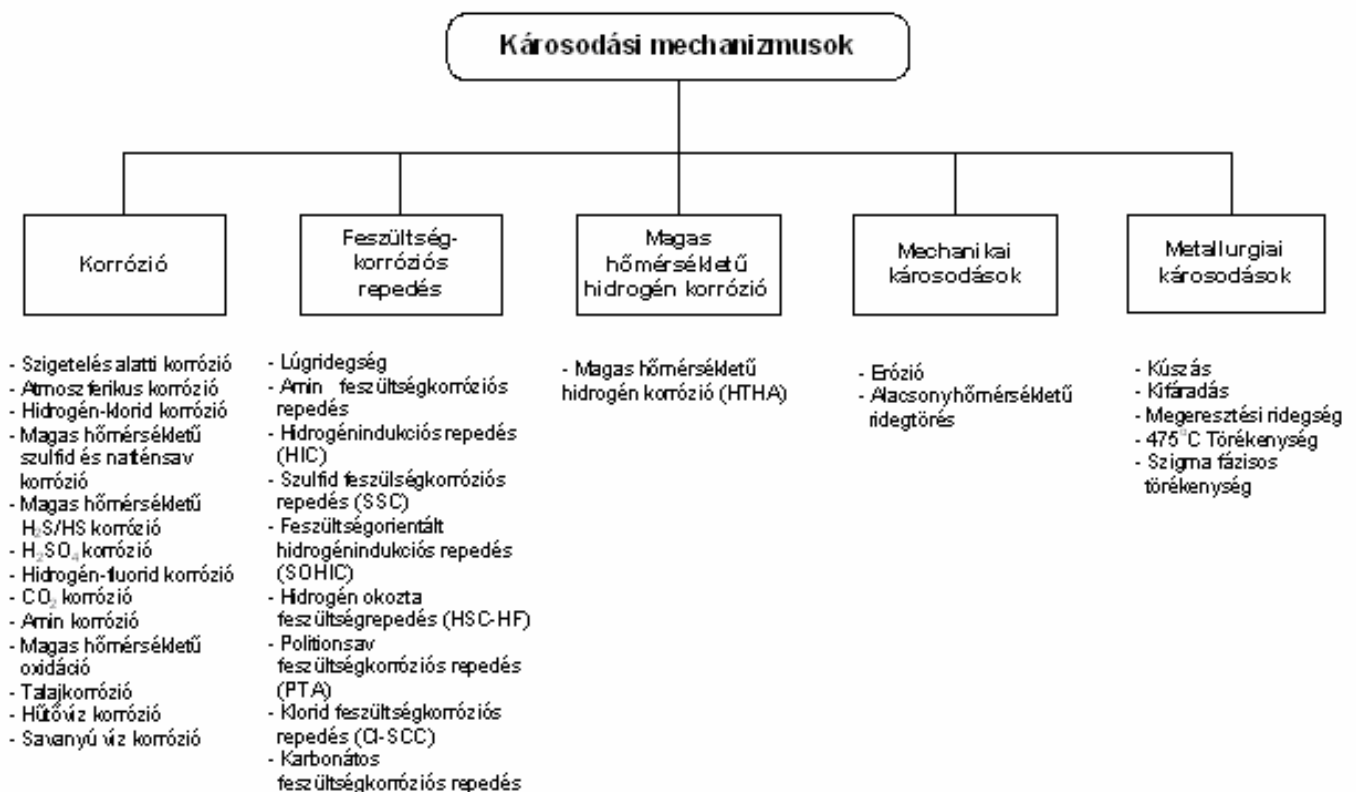 Károsodási mechanizmusok
Korrózió
Feszültség-
korróziós
repedés
Magas
hőmérsékletű
hidrogén korrózió
Mechanikai
károsodások
Metallurgiai
károsodások
- Szigetelés alatti korrózió
- Atmoszferikus korrózió
- Hidrogén-klorid korrózió
- Magas hőmérsékletű
szulfid és nafténsav
korrózió
- Magas hőmérsékletű
H₂S/HS korrózió
- H₂SO₄ korrózió
- Hidrogén-fluorid korrózió
- CO₂ korrózió
- Amin korrózió
- Magas hőmérsékletű
oxidáció
- Talajkorrózió
- Hűtővíz korrózió
- Savanyú víz korrózió
- Lúgridegség
- Amin feszültségkorróziós
repedés
- Hidrogénindukciós repedés
(HIC)
- Szulfid feszülségkorróziós
repedés (SSC)
- Feszültségorientált
hidrogénindukciós repedés
(SOHIC)
- Hidrogén okozta
feszültségrepedés (HSC-HF)
- Politionsav
feszültségkorróziós repedés
(PTA)
- Klorid feszültségkorróziós
repedés (Cl-SCC)
- Karbonátos
feszültségkorróziós repedés
- Magas hőmérsékletű
hidrogén korrózió (HTHA)
- Erózió
- Alacsonyhőmérsékletű
ridegtörés
- Kúszás
- Kifáradás
- Megeresztési ridegség
- 475°C Törékenység
- Szigma fázisos
törékenység